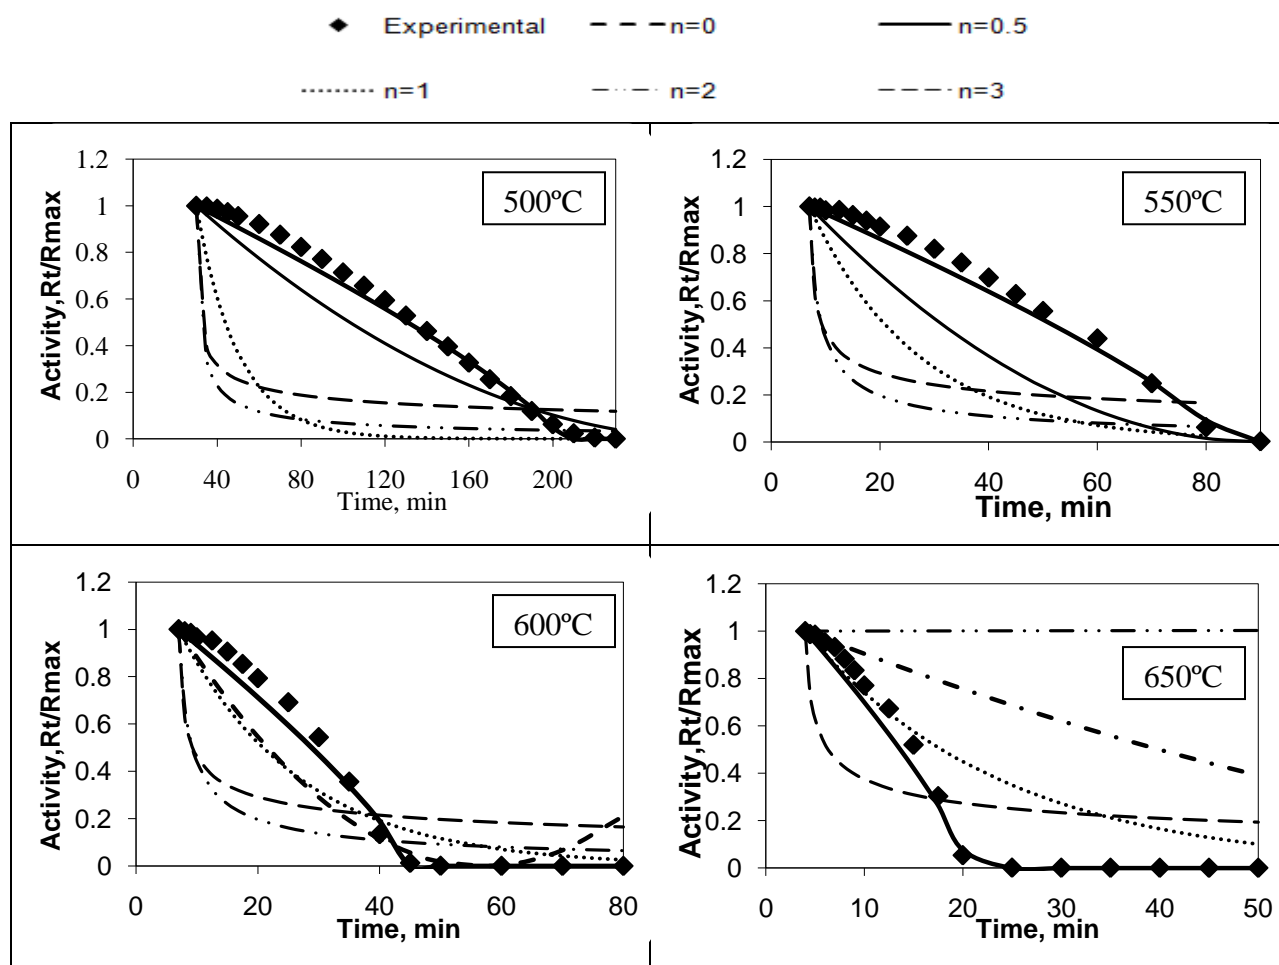 Experimental n=0 n=0.5
n=1 n=2 n=3
Activity,Rt/Rmax
1.2
1
0.8
0.6
0.4
0.2
0
500ºC
0 40 80 120 160 200
Time, min
Activity,Rt/Rmax
1.2
1
0.8
0.6
0.4
0.2
0
550ºC
0 20 40 60 80
Time, min
Activity,Rt/Rmax
1.2
1
0.8
0.6
0.4
0.2
0
600ºC
0 20 40 60 80
Time, min
Activity,Rt/Rmax
1.2
1
0.8
0.6
0.4
0.2
0
650ºC
0 10 20 30 40 50
Time, min